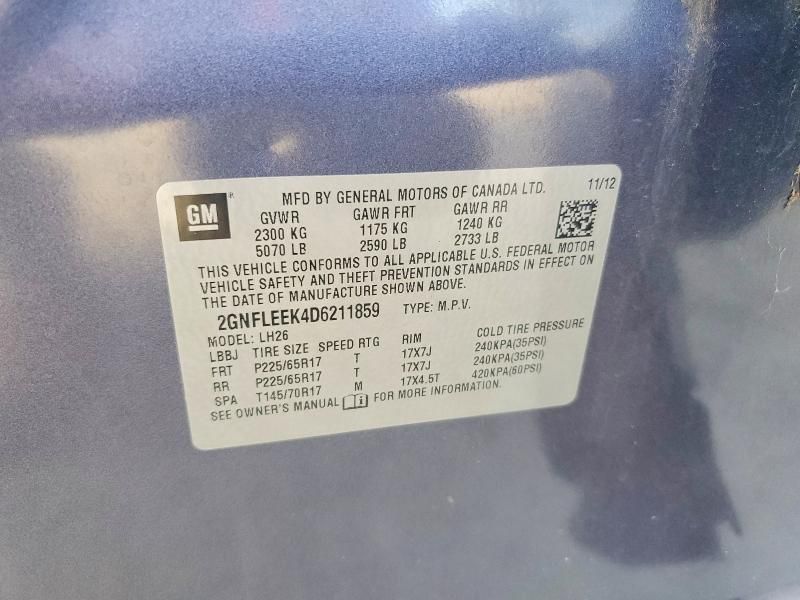 GM® MFD BY GENERAL MOTORS OF CANADA LTD. 11/12
GVWR GAWR FRT GAWR RR
2300 KG 1175 KG 1240 KG
5070 LB 2590 LB 2733 LB
THIS VEHICLE CONFORMS TO ALL APPLICABLE U.S. FEDERAL MOTOR
VEHICLE SAFETY AND THEFT PREVENTION STANDARDS IN EFFECT ON
THE DATE OF MANUFACTURE SHOWN ABOVE.
2GNFLEEK4D6211859 TYPE: M.P.V.
MODEL: LH26
LBBJ TIRE SIZE SPEED RTG RIM COLD TIRE PRESSURE
FRT P225/65R17 T 17X7J 240KPA(35PSI)
RR P225/65R17 T 17X7J 240KPA(35PSI)
SPA T145/70R17 M 17X4.5T 420KPA(60PSI)
SEE OWNER'S MANUAL FOR MORE INFORMATION.